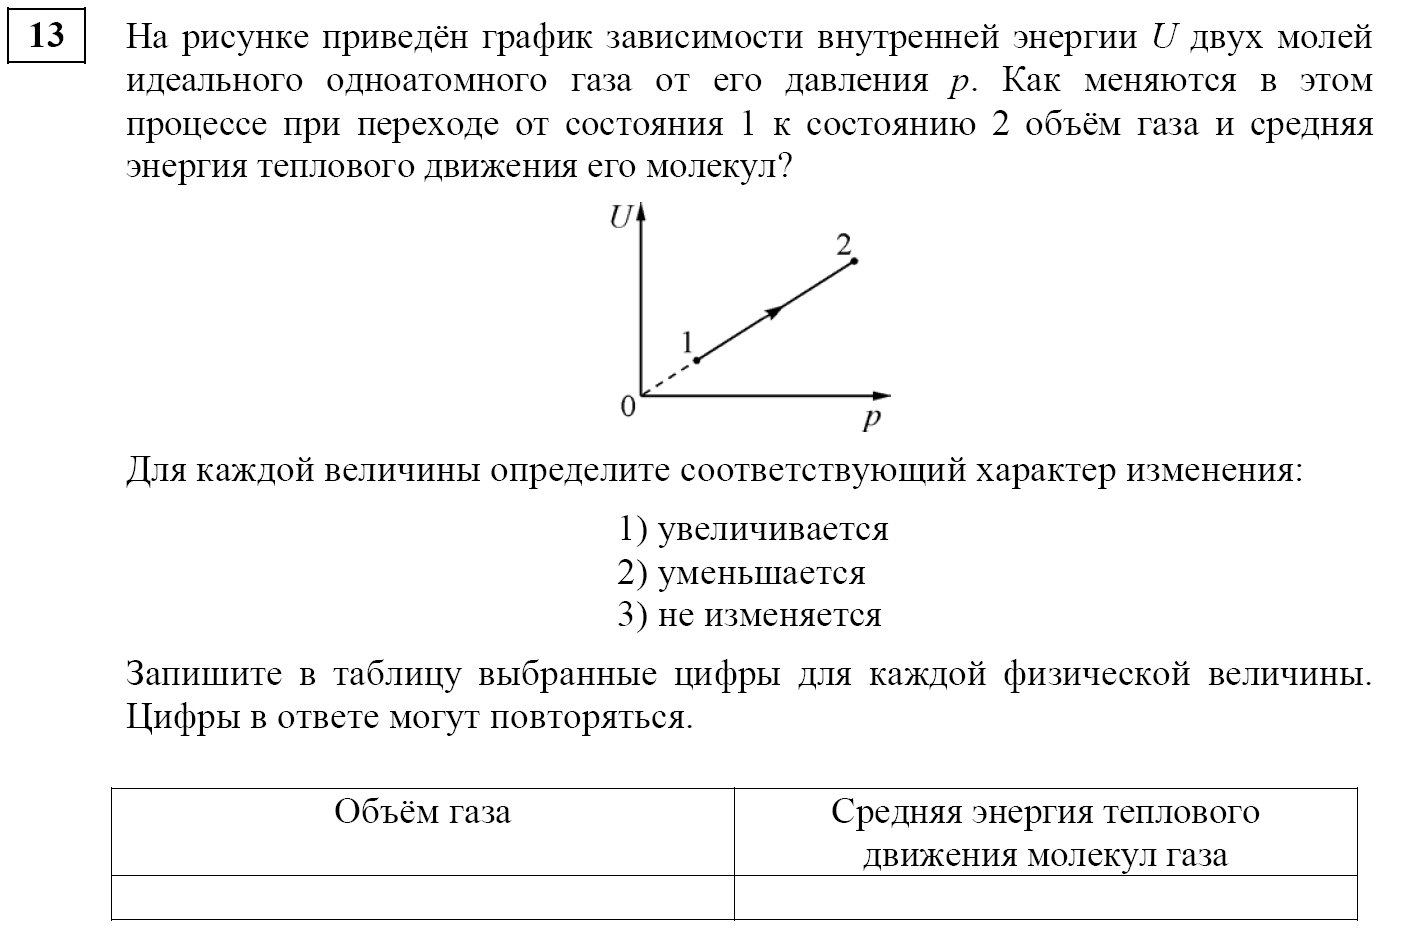 13
На рисунке приведён график зависимости внутренней энергии U двух молей
идеального одноатомного газа от его давления p. Как меняются в этом
процессе при переходе от состояния 1 к состоянию 2 объём газа и средняя
энергия теплового движения его молекул?
U
2
1
0
p
Для каждой величины определите соответствующий характер изменения:
1) увеличивается
2) уменьшается
3) не изменяется
Запишите в таблицу выбранные цифры для каждой физической величины.
Цифры в ответе могут повторяться.
Объём газа
Средняя энергия теплового
движения молекул газа